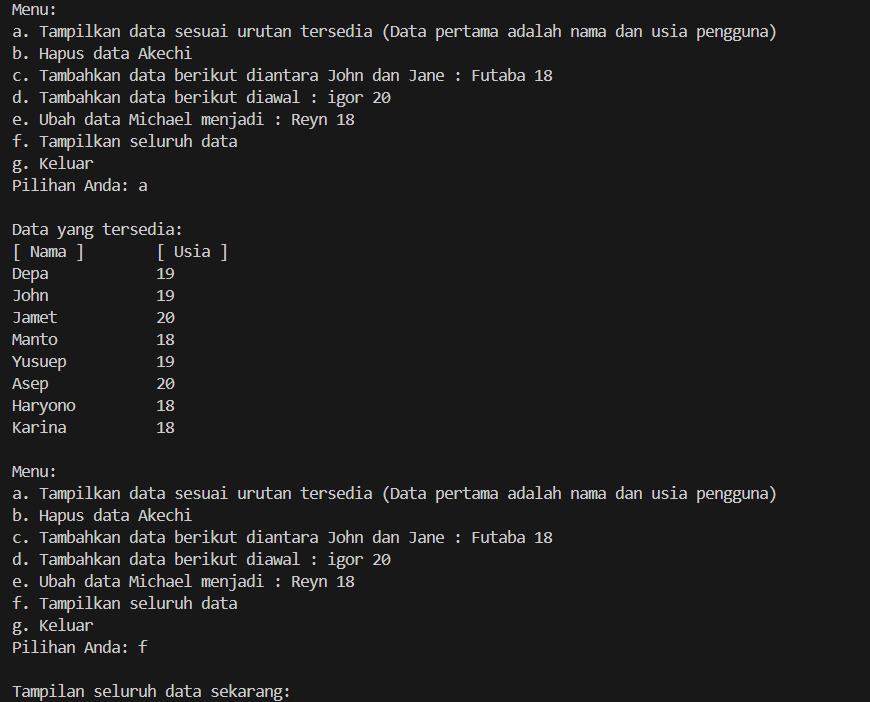 Menu:
a. Tampilkan data sesuai urutan tersedia (Data pertama adalah nama dan usia pengguna)
b. Hapus data Akechi
c. Tambahkan data berikut diantara John dan Jane : Futaba 18
d. Tambahkan data berikut diawal : igor 20
e. Ubah data Michael menjadi : Reyn 18
f. Tampilkan seluruh data
g. Keluar
Pilihan Anda: a
Data yang tersedia:
[ Nama ] [ Usia ]
Depa 19
John 19
Jamet 20
Manto 18
Yusuep 19
Asep 20
Haryono 18
Karina 18
Menu:
a. Tampilkan data sesuai urutan tersedia (Data pertama adalah nama dan usia pengguna)
b. Hapus data Akechi
c. Tambahkan data berikut diantara John dan Jane : Futaba 18
d. Tambahkan data berikut diawal : igor 20
e. Ubah data Michael menjadi : Reyn 18
f. Tampilkan seluruh data
g. Keluar
Pilihan Anda: f
Tampilan seluruh data sekarang: